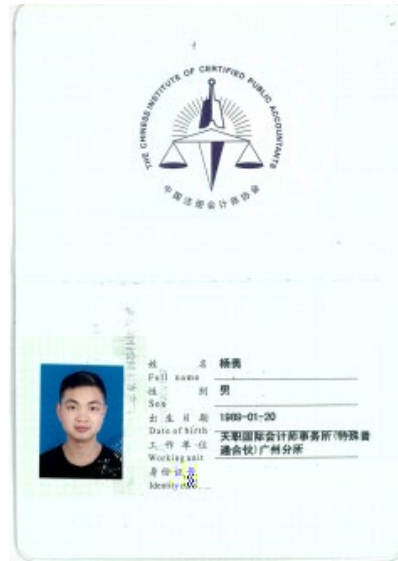 THE CHINESE INSTITUTE OF CERTIFIED PUBLIC ACCOUNTANTS
中国注册会计师协会
姓 名 杨勇
Full name
性 别 男
Sex
出 生 日 期 1989-01-20
Date of birth
工 作 单 位 天职国际会计师事务所(特殊普
Working unit 通合伙)广州分所
身份证号
Identity